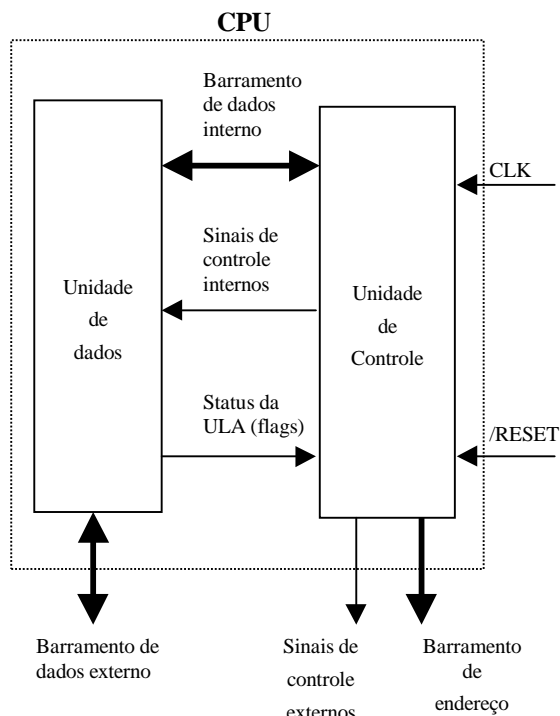 CPU
Barramento
de dados
interno
CLK
Sinais de
controle
internos
Unidade
de
dados
Unidade
de
Controle
Status da
ULA (flags)
/RESET
Barramento de
dados externo
Sinais de
controle
externos
Barramento
de
endereço